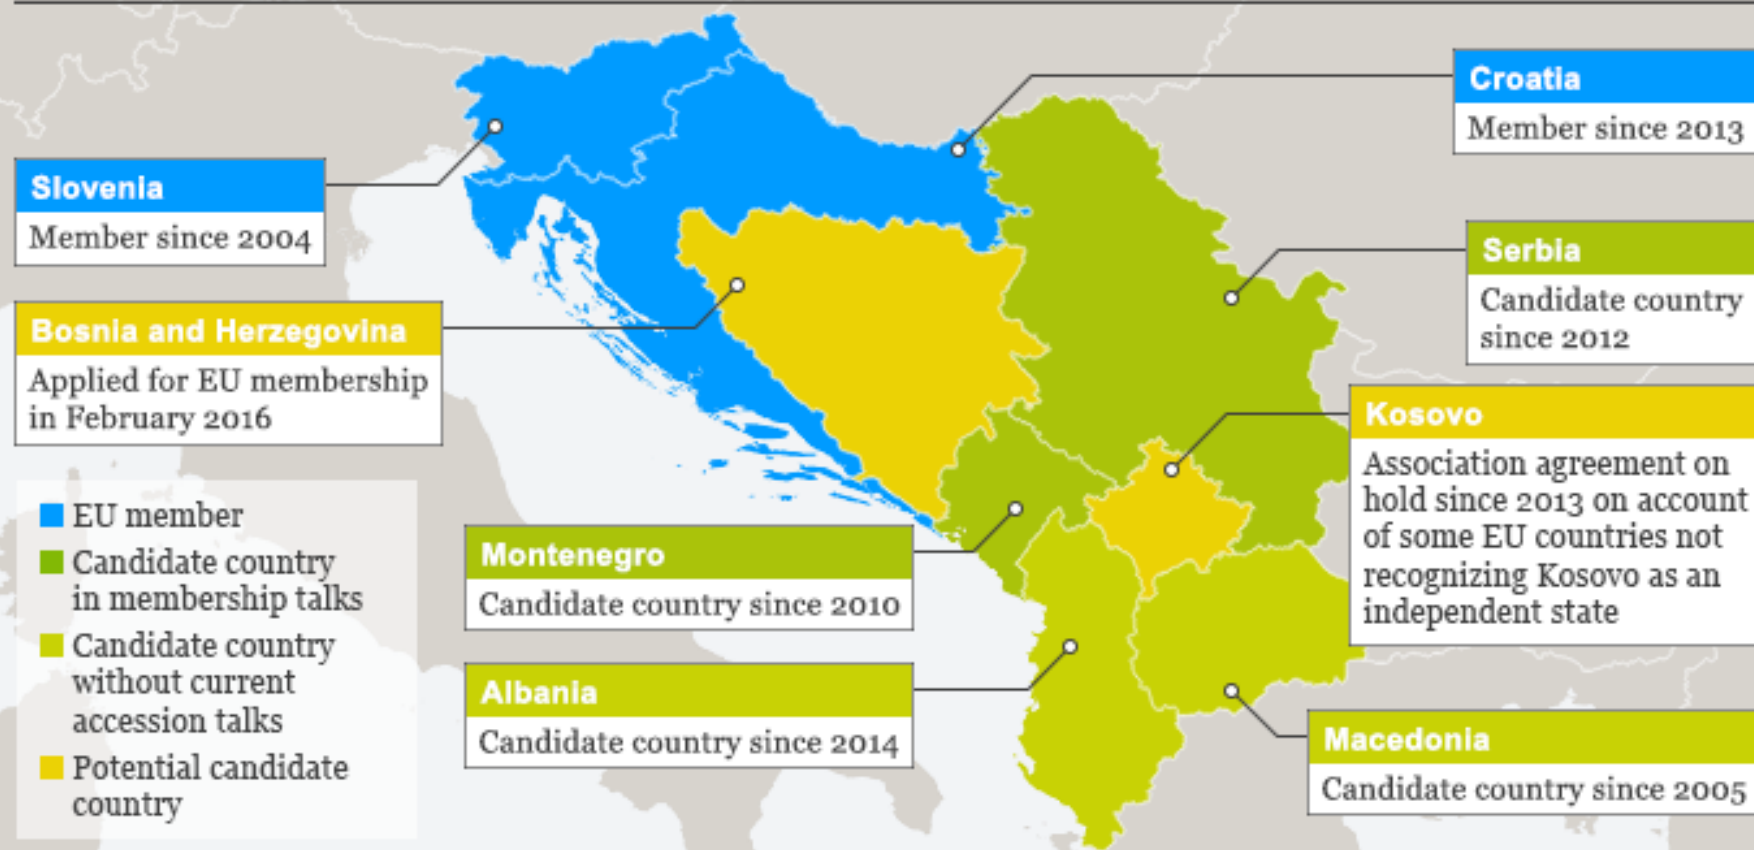 Croatia
Member since 2013
Slovenia
Member since 2004
Serbia
Candidate country
since 2012
Bosnia and Herzegovina
Applied for EU membership
in February 2016
Kosovo
Association agreement on
hold since 2013 on account
of some EU countries not
recognizing Kosovo as an
independent state
EU member
Candidate country
in membership talks
Candidate country
without current
accession talks
Potential candidate
country
Montenegro
Candidate country since 2010
Albania
Candidate country since 2014
Macedonia
Candidate country since 2005